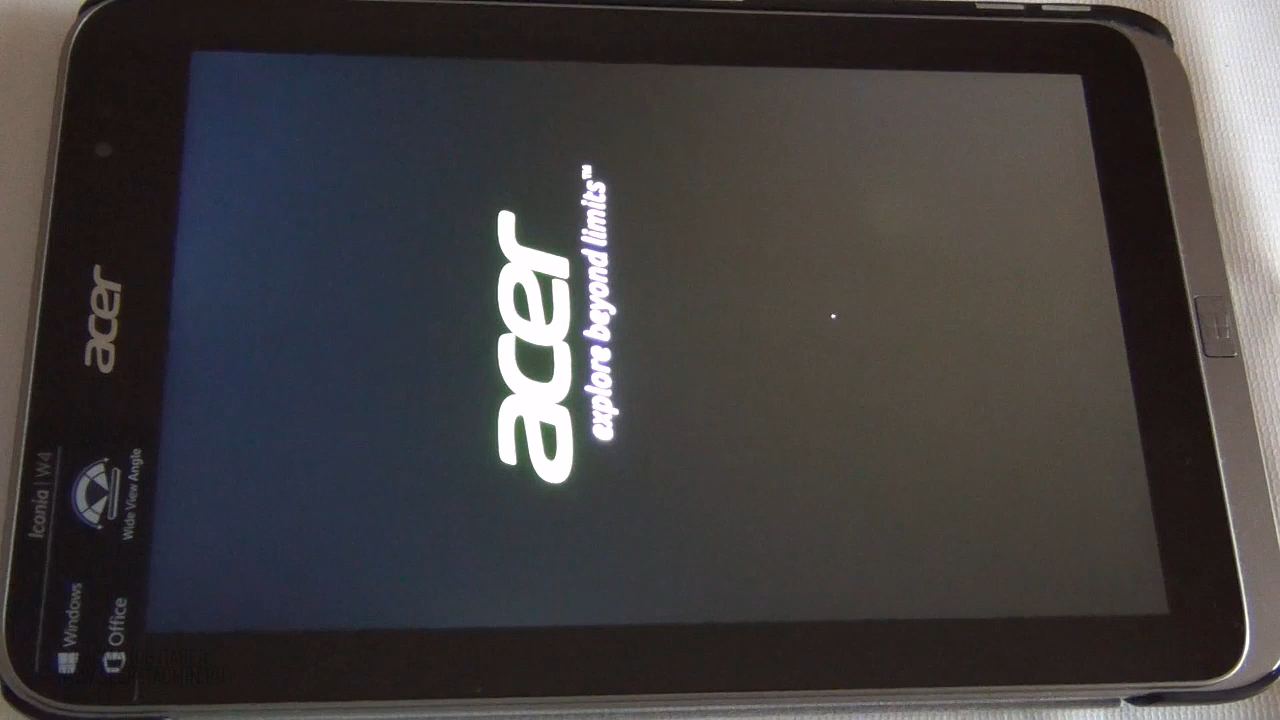 acer
Iconia | W4
Wide View Angle
Windows
Office
acer
explore beyond limits™